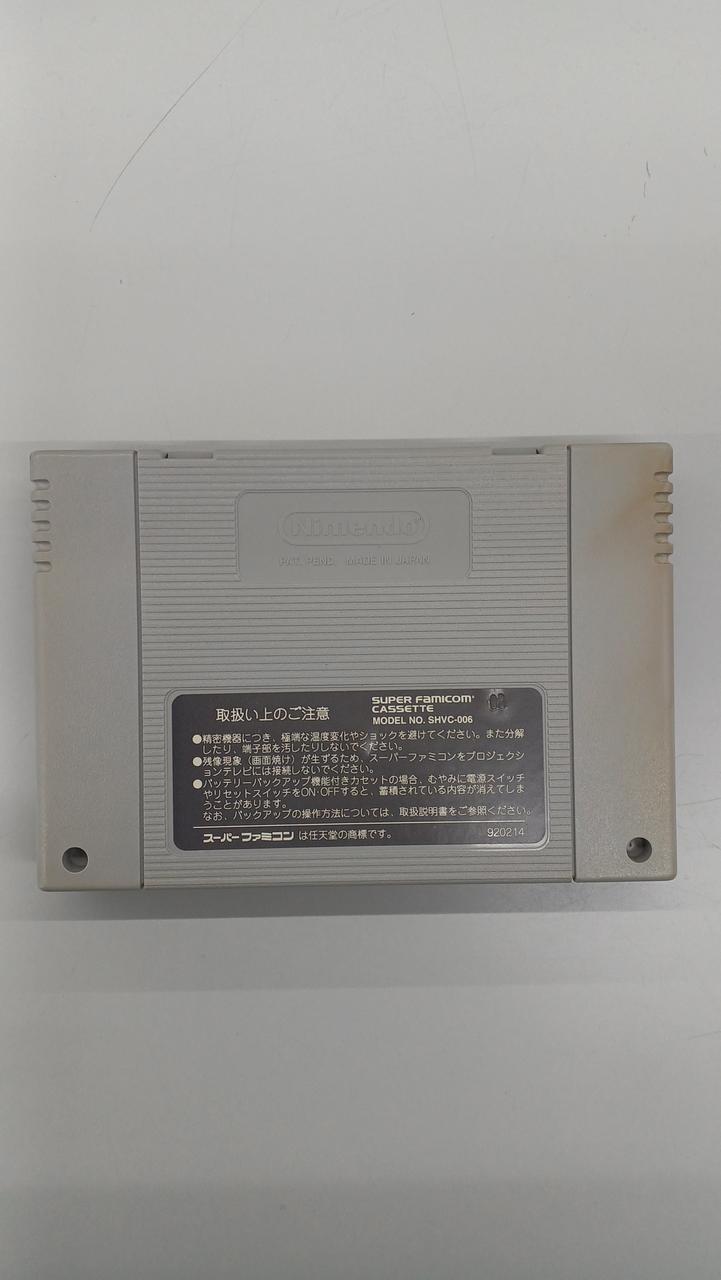 Nintendo®
PAT. PEND. MADE IN JAPAN
取扱い上のご注意
SUPER FAMICOM®
CASSETTE
MODEL NO. SHVC-006
●精密機器につき、極端な温度変化やショックを避けてください。また分解
したり、端子部を汚したりしないでください。
●残像現象(画面焼け)が生ずるため、スーパーファミコンをプロジェクシ
ョンテレビには接続しないでください。
●バッテリーバックアップ機能付きカセットの場合、むやみに電源スイッチ
やリセットスイッチをON・OFFすると、蓄積されている内容が消えてしま
うことがあります。
なお、バックアップの操作方法については、取扱説明書をご参照ください。
スーパーファミコン は任天堂の商標です。
920214